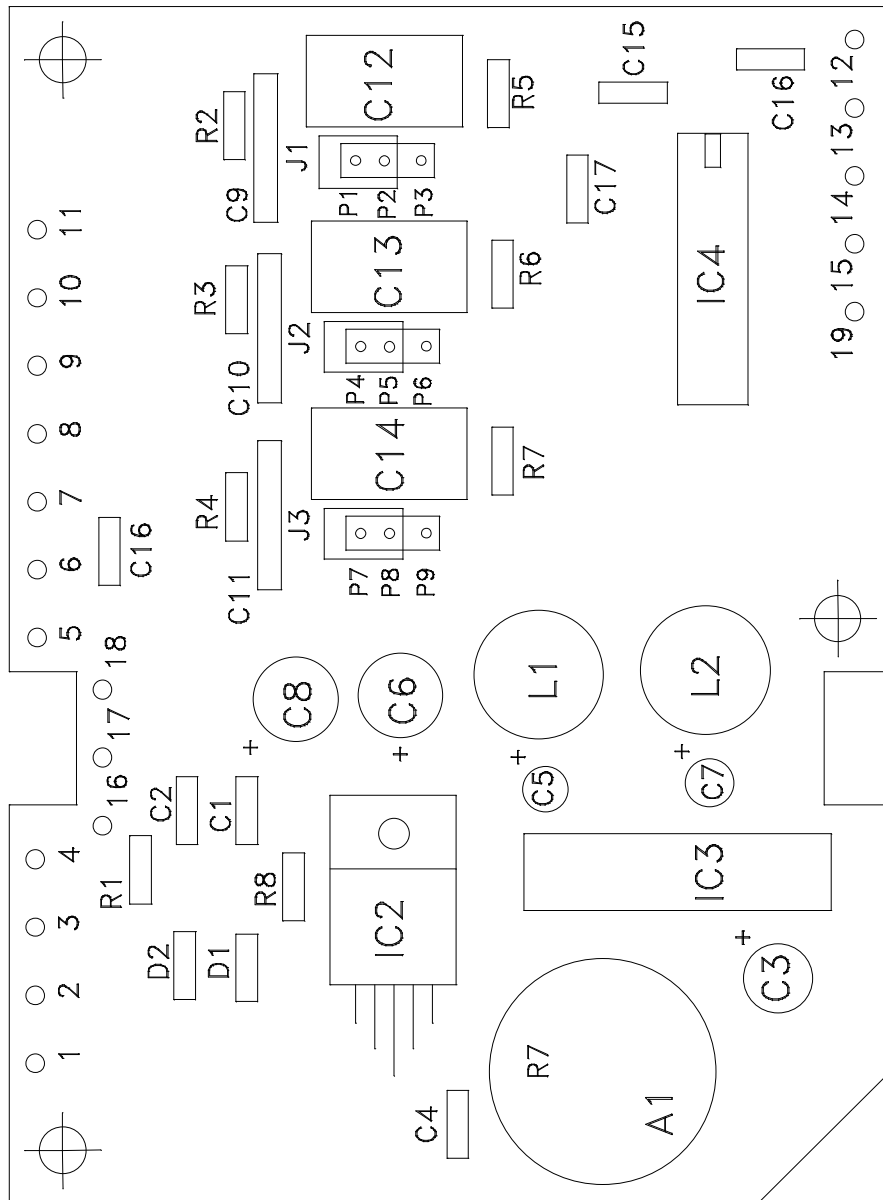 C12
C15
C16
12
R2
R5
J1
13
C9
P1
P2
P3
C17
14
11
C13
R6
IC4
15
10
R3
J2
19
9
C10
P4
P5
P6
8
C14
R7
7
R4
J3
6
C16
C11
P7
P8
P9
5
18
C8
C6
L1
L2
17
+
+
+
+
16
C2
C1
C5
C7
4
R1
R8
IC3
3
D2
D1
IC2
+
2
C3
1
R7
C4
A1